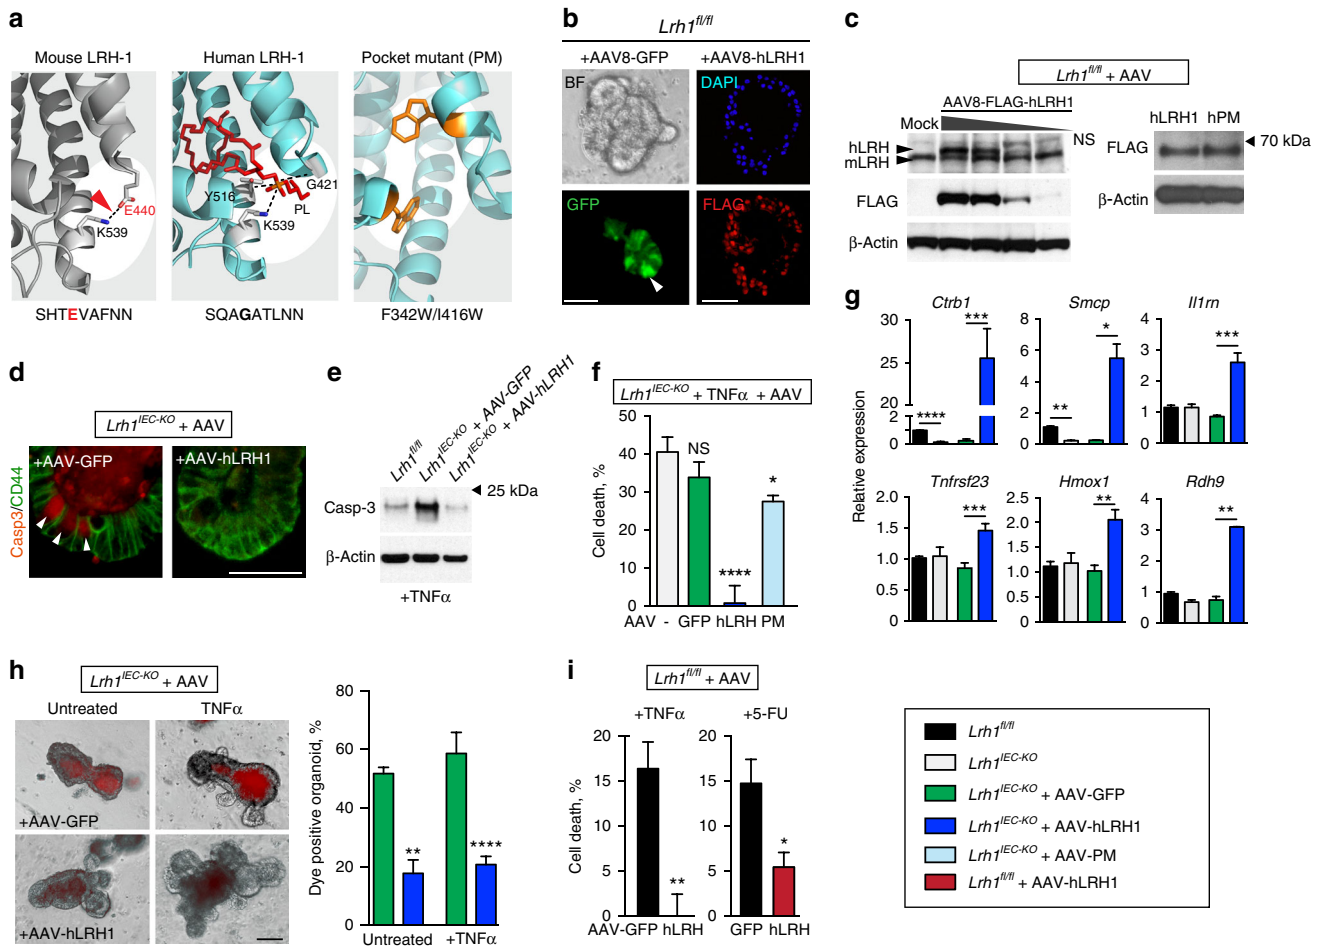 a
Mouse LRH-1
Human LRH-1
Pocket mutant (PM)
E440
K539
Y516
G421
PL
K539
SHTEVAFNN
SQAGATLNN
F342W/I416W
b
Lrh1fl/fl
+AAV8-GFP
+AAV8-hLRH1
BF
DAPI
GFP
FLAG
c
Lrh1fl/fl + AAV
AAV8-FLAG-hLRH1
Mock
NS
hLRH
mLRH
FLAG
β-Actin
hLRH1 hPM
FLAG
70 kDa
β-Actin
d
Lrh1IEC-KO + AAV
+AAV-GFP
+AAV-hLRH1
Casp3/CD44
e
Lrh1fl/fl
Lrh1IEC-KO + AAV-GFP
Lrh1IEC-KO + AAV-hLRH1
25 kDa
Casp-3
β-Actin
+TNFα
f
Lrh1IEC-KO + TNFα + AAV
Cell death, %
50
40
30
20
10
0
NS
****
*
AAV - GFP hLRH PM
g
Relative expression
Ctrb1
30
25
20
2
1
0
****
***
Smcp
8
6
4
2
0
**
*
Il1rn
4
3
2
1
0
***
Tnfrsf23
2.0
1.5
1.0
0.5
0
***
Hmox1
1.5
1.0
1.0
0.5
0
**
Rdh9
4
3
2
1
0
**
h
Lrh1IEC-KO + AAV
Untreated
TNFα
+AAV-GFP
+AAV-hLRH1
Dye positive organoid, %
80
60
40
20
0
**
****
Untreated +TNFα
i
Lrh1fl/fl + AAV
+TNFα
+5-FU
Cell death, %
20
15
10
5
0
**
AAV-GFP hLRH
20
15
10
5
0
*
GFP hLRH
Lrh1fl/fl
Lrh1IEC-KO
Lrh1IEC-KO + AAV-GFP
Lrh1IEC-KO + AAV-hLRH1
Lrh1IEC-KO + AAV-PM
Lrh1fl/fl + AAV-hLRH1